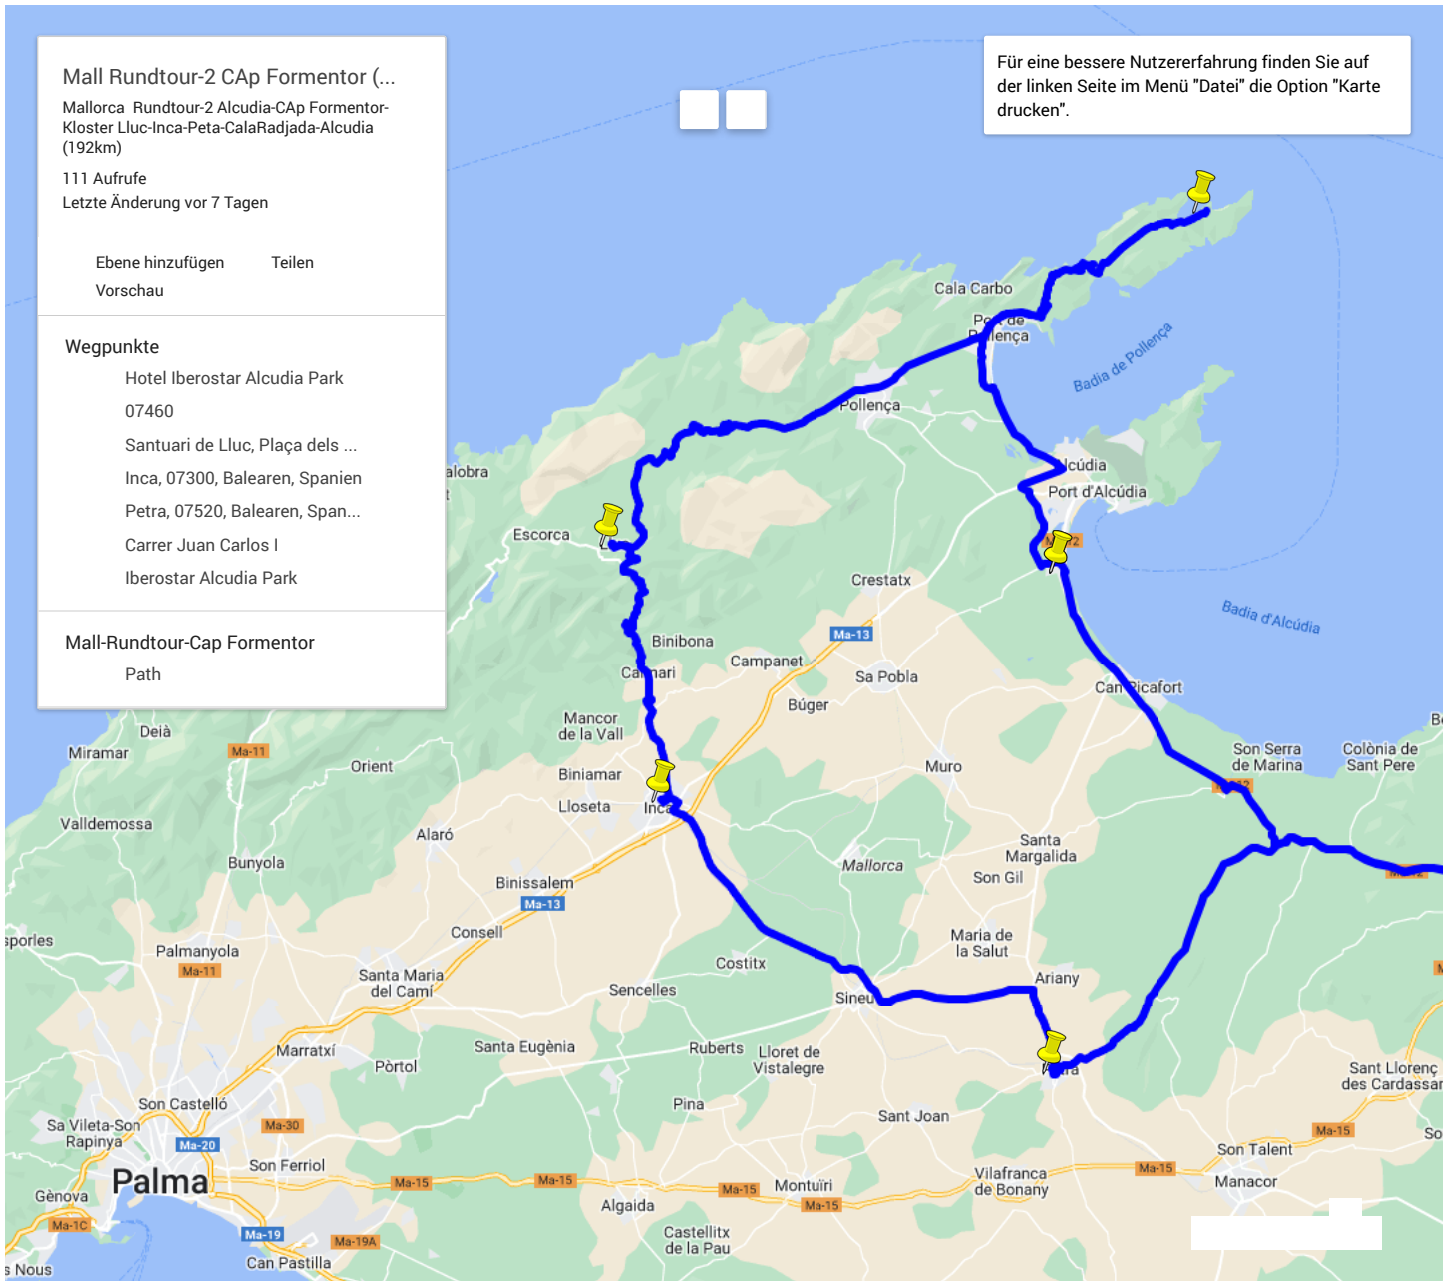 Mall Rundtour-2 CAp Formentor (...
Mallorca Rundtour-2 Alcudia-CAp Formentor-
Kloster Lluc-Inca-Peta-CalaRadjada-Alcudia
(192km)
111 Aufrufe
Letzte Änderung vor 7 Tagen
Ebene hinzufügen
Teilen
Vorschau
Wegpunkte
Hotel Iberostar Alcudia Park
07460
Santuari de Lluc, Plaça dels ...
Inca, 07300, Balearen, Spanien
Petra, 07520, Balearen, Span...
Carrer Juan Carlos I
Iberostar Alcudia Park
Mall-Rundtour-Cap Formentor
Path
Für eine bessere Nutzererfahrung finden Sie auf
der linken Seite im Menü "Datei" die Option "Karte
drucken".
Cala Carbo
Badia de Pollença
Pollença
Port d'Alcúdia
Escorca
Crestatx
Badia d'Alcúdia
Ma-13
Binibona
Campanet
Sa Pobla
Búger
Mancor
de la Vall
Deià
Miramar
Ma-11
Orient
Biniamar
Muro
Son Serra
de Marina
Colònia de
Sant Pere
Lloseta
Inca
Valldemossa
Alaró
Bunyola
Mallorca
Santa
Margalida
Son Gil
Binissalem
Ma-13
Consell
Palmanyola
Ma-11
Maria de
la Salut
Costitx
Santa Maria
del Camí
Sencelles
Sineu
Ariany
Santa Eugènia
Ruberts
Lloret de
Vistalegre
Marratxí
Pòrtol
Sant Llorenç
des Cardassar
Son Castelló
Pina
Sant Joan
Sa Vileta-Son
Rapinya
Ma-30
Ma-20
Ma-15
Son Ferriol
Palma
Son Talent
Ma-15
Vilafranca
de Bonany
Manacor
Ma-15
Ma-15
Ma-15
Montuïri
Ma-15
Gènova
Algaida
Ma-1C
Ma-19
Ma-19A
Castellitx
de la Pau
Can Pastilla
s Nous